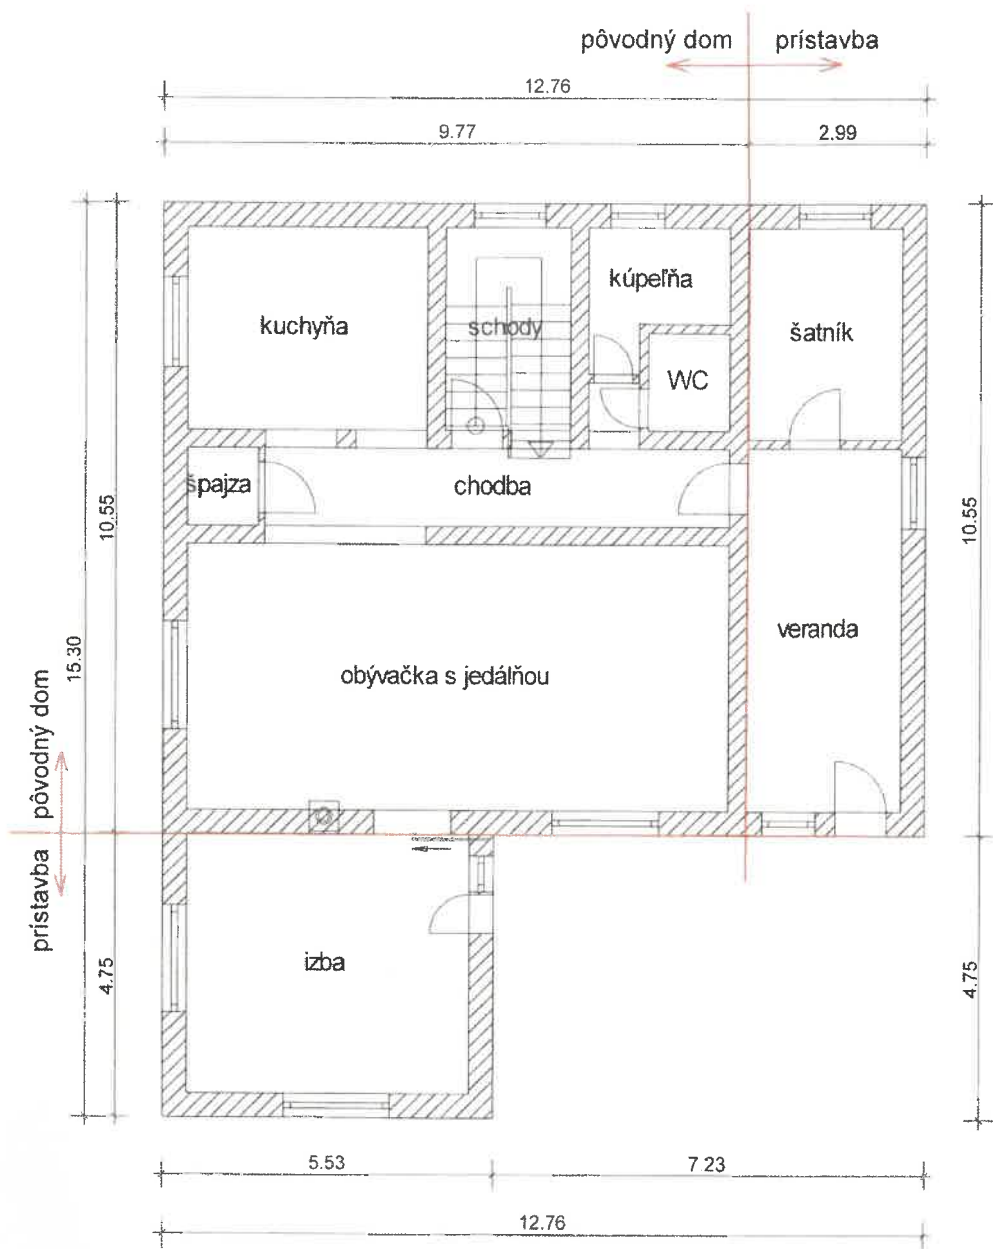 pôvodný dom prístavba
12.76
9.77 2.99
kuchyňa
schody
kúpeľňa
WC
šatník
špajza
chodba
veranda
obývačka s jedálňou
izba
10.55
15.30
4.75
pôvodný dom
prístavba
10.55
4.75
5.53 7.23
12.76